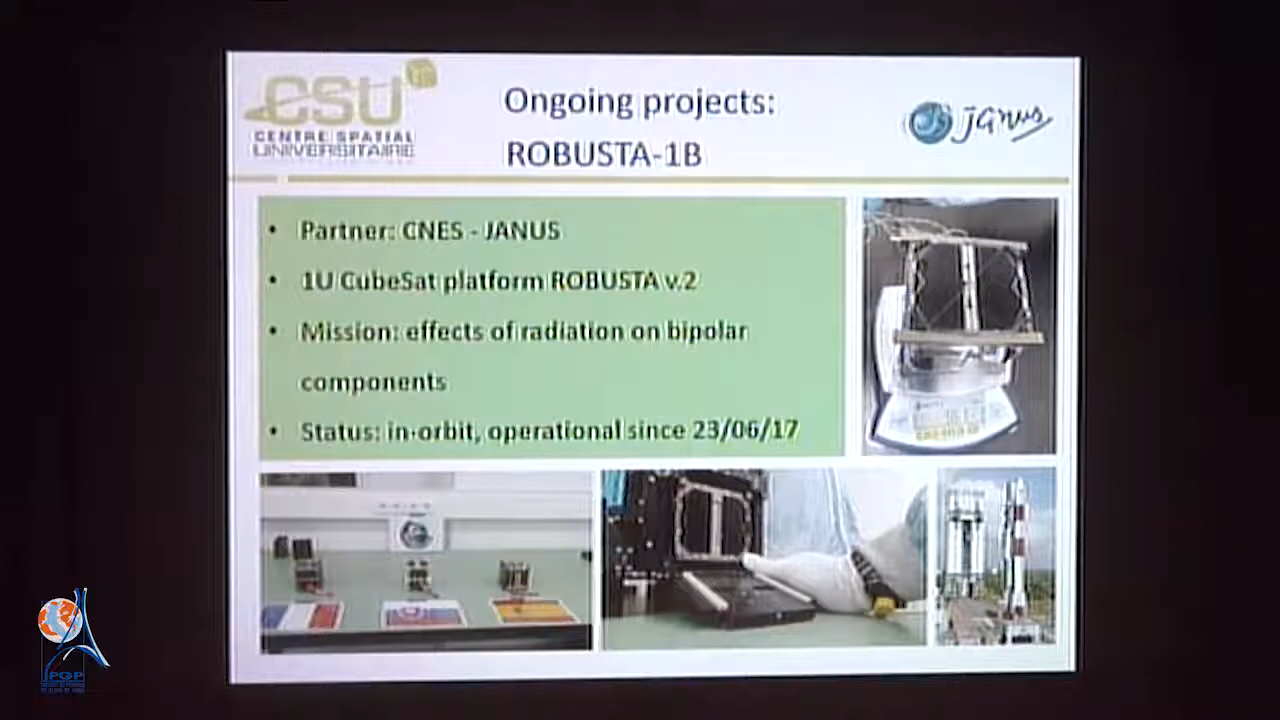 CSU
CENTRE SPATIAL
UNIVERSITAIRE
Ongoing projects:
ROBUSTA-1B
janus
• Partner: CNES - JANUS
• 1U CubeSat platform ROBUSTA v.2
• Mission: effects of radiation on bipolar
components
• Status: in-orbit, operational since 23/06/17
PGP